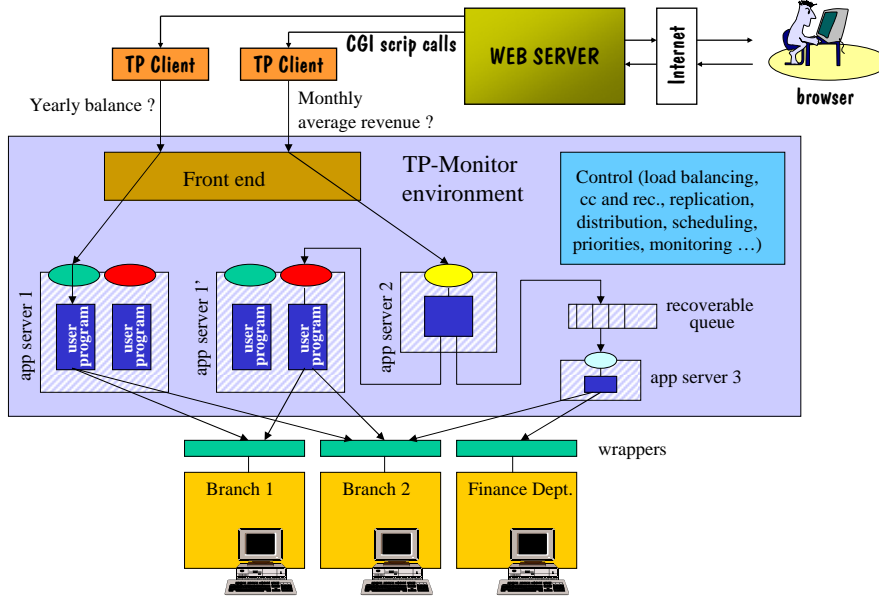 CGI scrip calls
WEB SERVER
Internet
browser
TP Client
TP Client
Yearly balance ?
Monthly
average revenue ?
Front end
TP-Monitor
environment
Control (load balancing,
cc and rec., replication,
distribution, scheduling,
priorities, monitoring …)
app server 1
user
program
user
program
app server 1’
user
program
user
program
app server 2
recoverable
queue
app server 3
wrappers
Branch 1
Branch 2
Finance Dept.